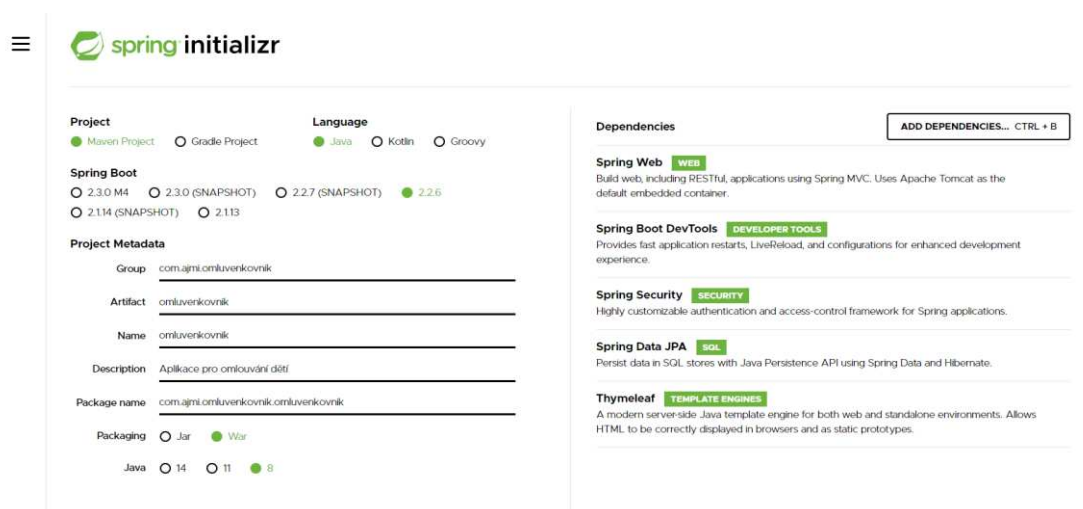 spring initializr
Project
Maven Project Gradle Project
Language
Java Kotlin Groovy
Spring Boot
2.3.0 M4 2.3.0 (SNAPSHOT) 2.2.7 (SNAPSHOT) 2.2.6
2.1.14 (SNAPSHOT) 2.1.13
Project Metadata
Group com.ajmi.omluvenkovnik
Artifact omluvenkovnik
Name omluvenkovnik
Description Aplikace pro omlouvání dětí
Package name com.ajmi.omluvenkovnik.omluvenkovnik
Packaging Jar War
Java 14 11 8
Dependencies
ADD DEPENDENCIES... CTRL + B
Spring Web WEB
Build web, including RESTful, applications using Spring MVC. Uses Apache Tomcat as the
default embedded container.
Spring Boot DevTools DEVELOPER TOOLS
Provides fast application restarts, LiveReload, and configurations for enhanced development
experience.
Spring Security SECURITY
Highly customizable authentication and access-control framework for Spring applications.
Spring Data JPA SQL
Persist data in SQL stores with Java Persistence API using Spring Data and Hibernate.
Thymeleaf TEMPLATE ENGINES
A modern server-side Java template engine for both web and standalone environments. Allows
HTML to be correctly displayed in browsers and as static prototypes.